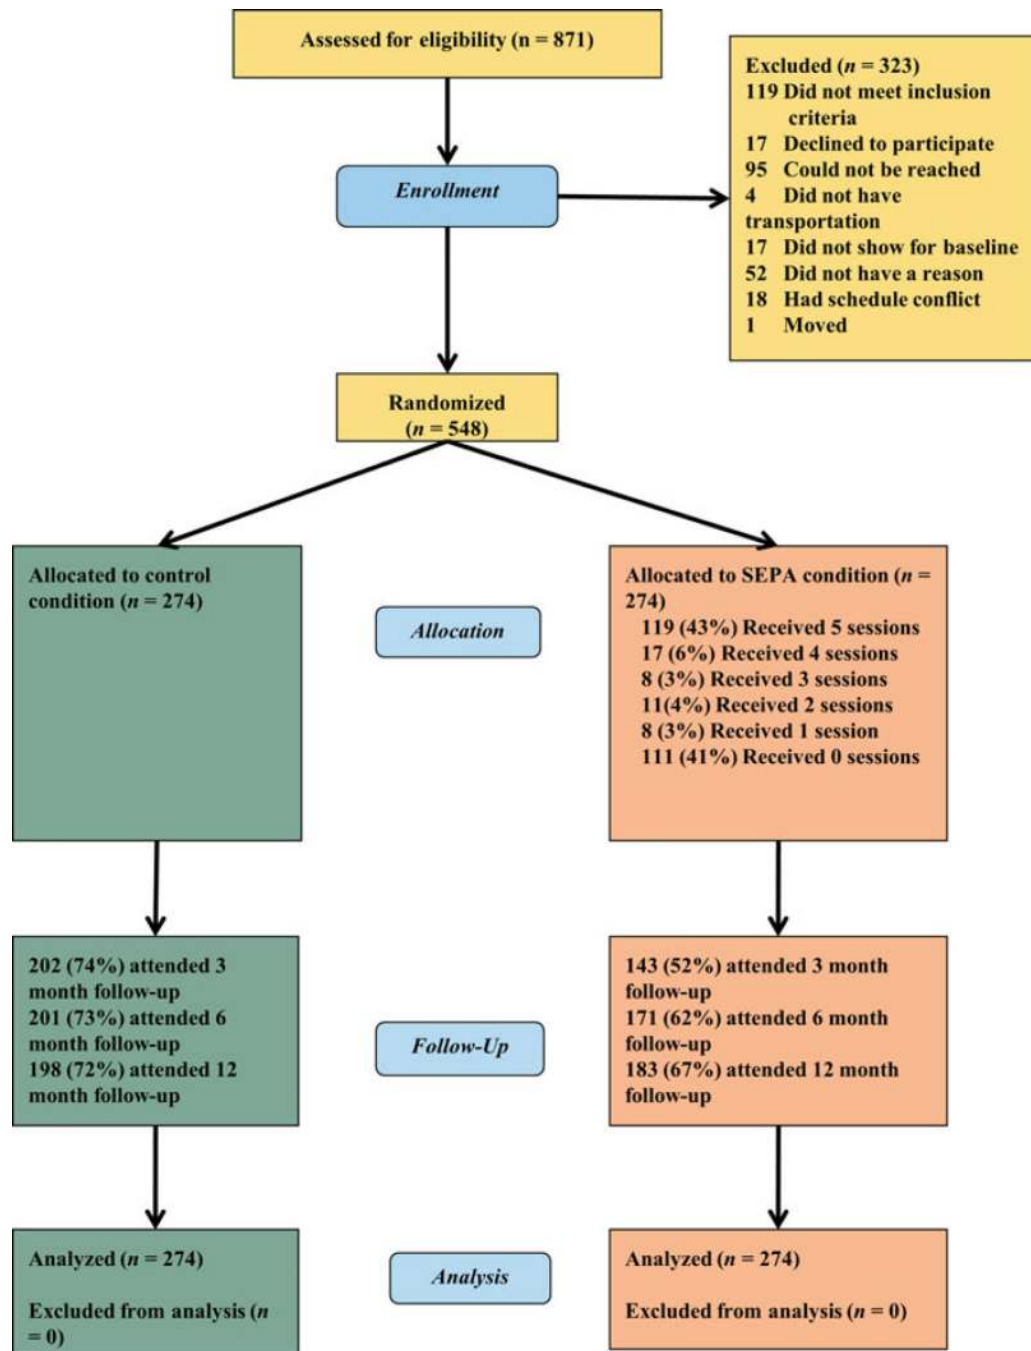 Assessed for eligibility (n = 871)
Excluded (n = 323)
119 Did not meet inclusion
criteria
17 Declined to participate
95 Could not be reached
4 Did not have
transportation
17 Did not show for baseline
52 Did not have a reason
18 Had schedule conflict
1 Moved
Enrollment
Randomized
(n = 548)
Allocated to control
condition (n = 274)
Allocation
Allocated to SEPA condition (n =
274)
119 (43%) Received 5 sessions
17 (6%) Received 4 sessions
8 (3%) Received 3 sessions
11(4%) Received 2 sessions
8 (3%) Received 1 session
111 (41%) Received 0 sessions
202 (74%) attended 3
month follow-up
201 (73%) attended 6
month follow-up
198 (72%) attended 12
month follow-up
Follow-Up
143 (52%) attended 3 month
follow-up
171 (62%) attended 6 month
follow-up
183 (67%) attended 12 month
follow-up
Analyzed (n = 274)
Excluded from analysis (n
= 0)
Analysis
Analyzed (n = 274)
Excluded from analysis (n = 0)